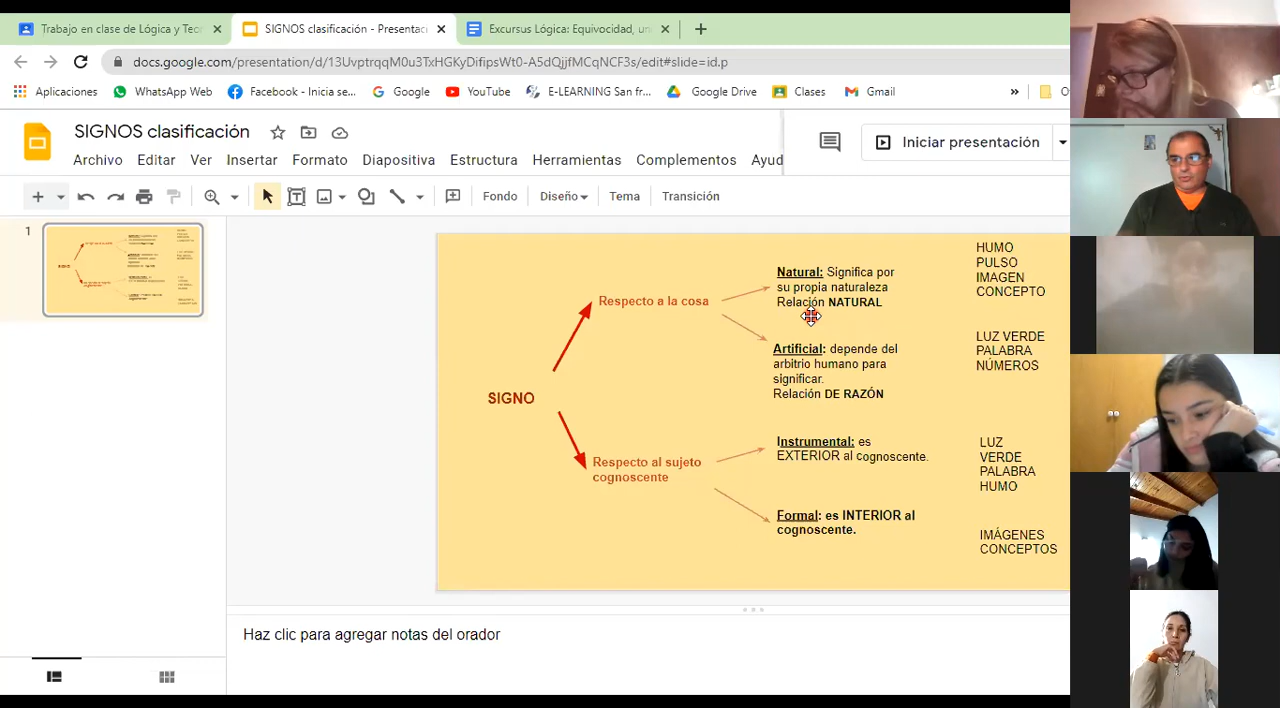 Trabajo en clase de Lógica y Teor
SIGNOS clasificación - Presentac
Excursus Lógica: Equivocidad, un
docs.google.com/presentation/d/13UvptrqqM0u3TxHGKyDifipsWt0-A5dQjjfMCqNCF3s/edit#slide=id.p
Aplicaciones
WhatsApp Web
Facebook - Inicia se...
Google
YouTube
E-LEARNING San fr...
Google Drive
Clases
Gmail
»
SIGNOS clasificación
Archivo Editar Ver Insertar Formato Diapositiva Estructura Herramientas Complementos Ayud
Iniciar presentación
Fondo Diseño Tema Transición
1
SIGNO
Respecto a la cosa
Natural: Significa por
su propia naturaleza
Relación NATURAL
HUMO
PULSO
IMAGEN
CONCEPTO
Artificial: depende del
arbitrio humano para
significar.
Relación DE RAZÓN
LUZ VERDE
PALABRA
NÚMEROS
Respecto al sujeto
cognoscente
Instrumental: es
EXTERIOR al cognoscente.
LUZ
VERDE
PALABRA
HUMO
Formal: es INTERIOR al
cognoscente.
IMÁGENES
CONCEPTOS
Haz clic para agregar notas del orador